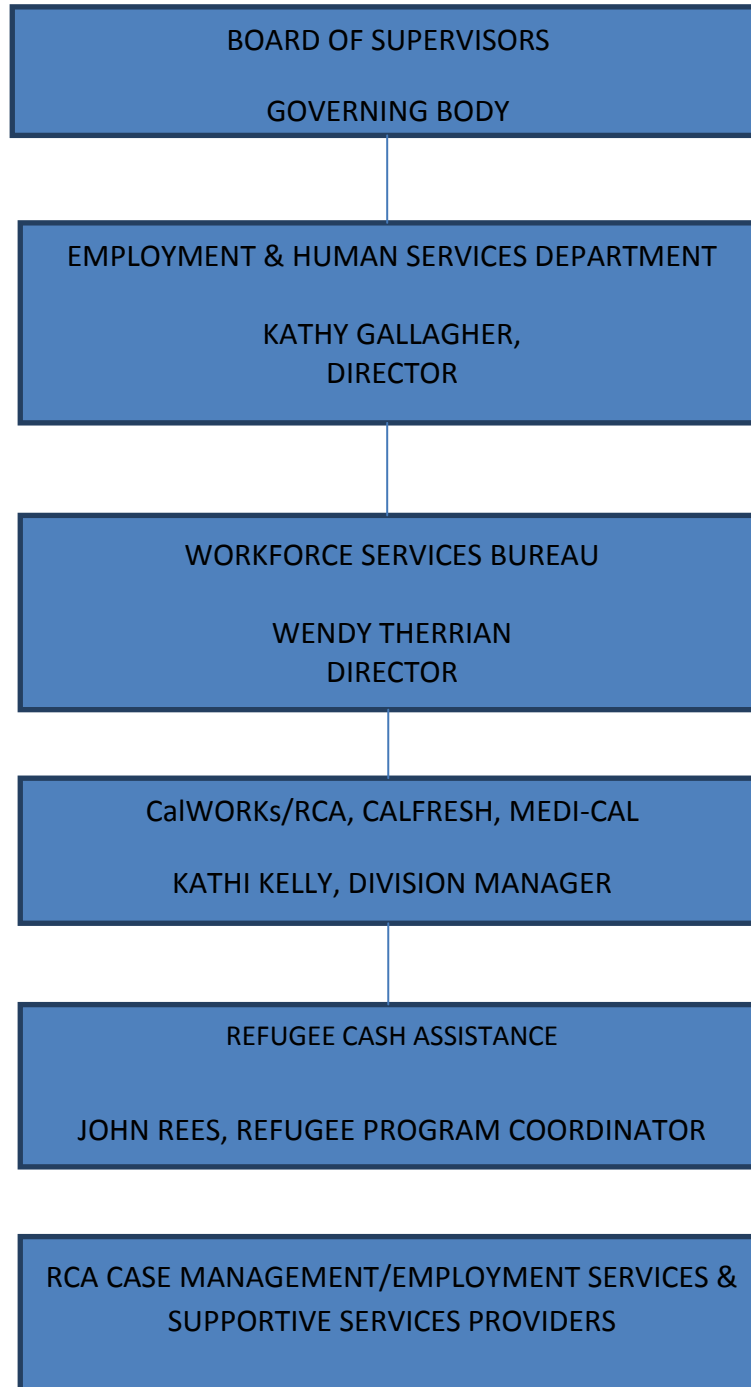 BOARD OF SUPERVISORS
GOVERNING BODY
EMPLOYMENT & HUMAN SERVICES DEPARTMENT
KATHY GALLAGHER,
DIRECTOR
WORKFORCE SERVICES BUREAU
WENDY THERRIAN
DIRECTOR
CalWORKs/RCA, CALFRESH, MEDI-CAL
KATHI KELLY, DIVISION MANAGER
REFUGEE CASH ASSISTANCE
JOHN REES, REFUGEE PROGRAM COORDINATOR
RCA CASE MANAGEMENT/EMPLOYMENT SERVICES &
SUPPORTIVE SERVICES PROVIDERS